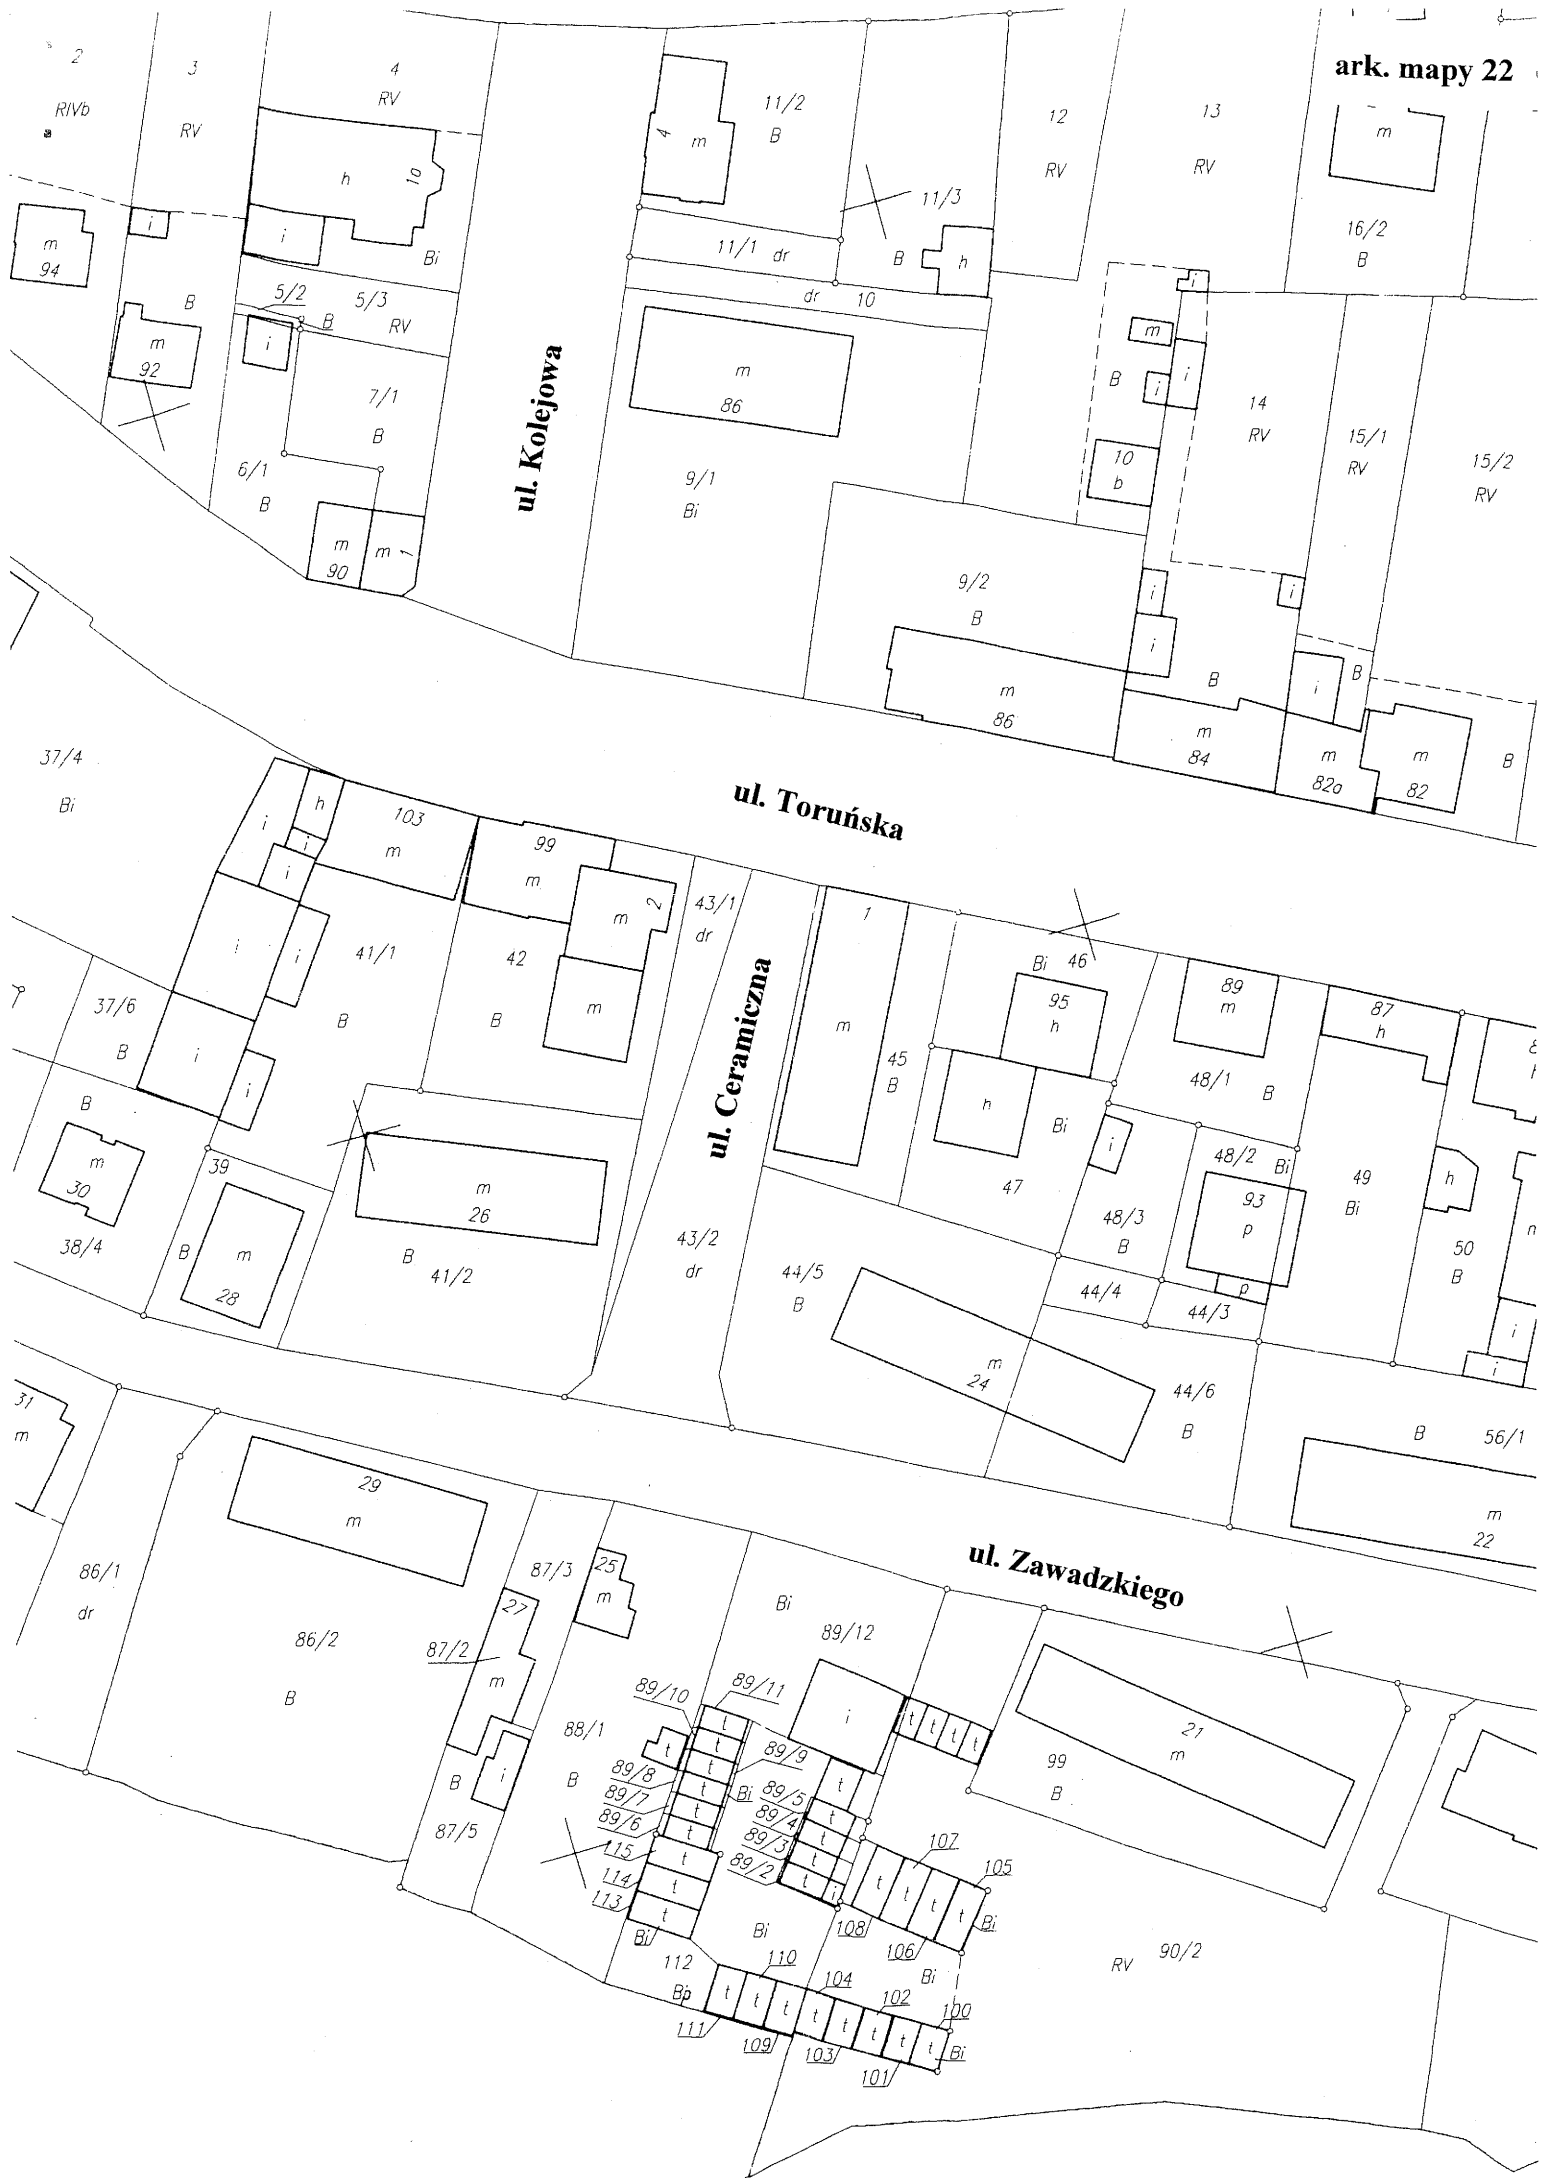 ark. mapy 22
2
RIVb
3
RV
4
RV
11/2
B
4
m
12
RV
13
RV
m
16/2
B
h
10
i
i
Bi
m
94
B
11/3
11/1
dr
B
h
dr
10
5/2
B
5/3
RV
i
m
92
7/1
B
6/1
B
m
90
m
1
ul. Kolejowa
m
86
9/1
Bi
i
m
B
i
i
10
b
14
RV
15/1
RV
15/2
RV
9/2
B
i
i
i
B
i
B
m
86
m
84
m
82a
m
82
B
ul. Toruńska
37/4
Bi
i
h
i
i
103
m
99
m
m
2
43/1
dr
i
i
41/1
B
42
B
m
37/6
B
i
i
ul. Ceramiczna
1
m
45
B
Bi
46
95
h
89
m
87
h
h
Bi
48/1
B
47
i
48/2
Bi
93
p
p
48/3
B
49
Bi
h
50
B
i
i
B
m
30
38/4
39
B
m
28
m
26
B
41/2
43/2
dr
44/5
B
44/4
44/3
m
24
44/6
B
B
56/1
m
22
31
m
29
m
86/1
dr
86/2
B
87/3
25
m
27
87/2
m
i
B
87/5
88/1
B
ul. Zawadzkiego
Bi
89/12
89/11
89/10
t
t
t
t
t
t
t
89/9
89/8
Bi
89/7
89/6
i
t
t
t
t
21
m
99
B
t
89/5
89/4
89/3
89/2
t
t
t
t
i
115
114
113
t
t
t
Bi
107
105
t
t
t
t
108
106
Bi
Bi
112
Bp
110
104
102
100
t
t
t
t
t
t
t
t
111
109
103
101
Bi
Bi
RV
90/2